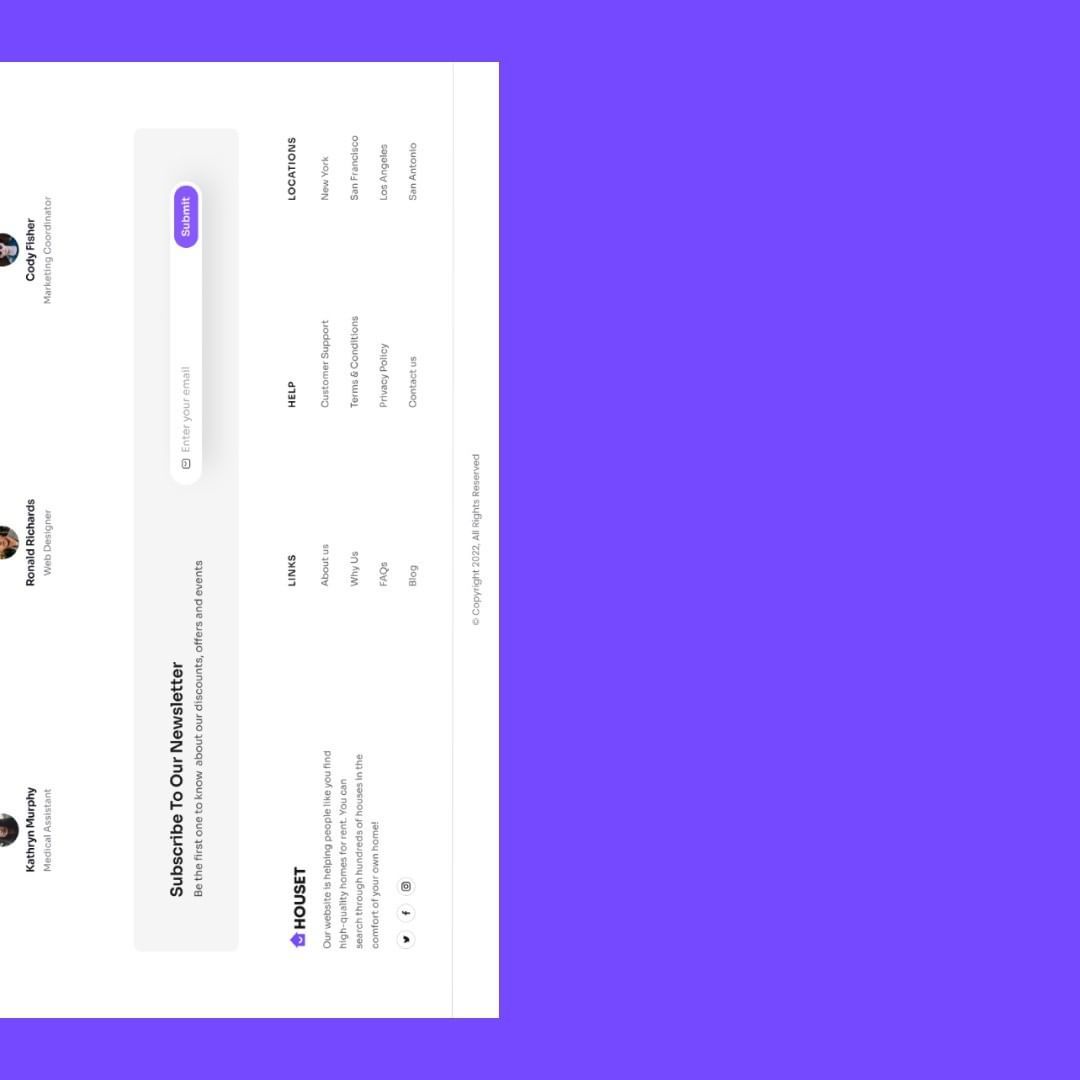 Kathryn Murphy
Medical Assistant
Ronald Richards
Web Designer
Cody Fisher
Marketing Coordinator
Subscribe To Our Newsletter
Be the first one to know about our discounts, offers and events
Enter your email
Submit
HOUSET
Our website is helping people like you find
high-quality homes for rent. You can
search through hundreds of houses in the
comfort of your own home!
LINKS
About us
Why Us
FAQs
Blog
HELP
Customer Support
Terms & Conditions
Privacy Policy
Contact us
LOCATIONS
New York
San Francisco
Los Angeles
San Antonio
© Copyright 2022, All Rights Reserved